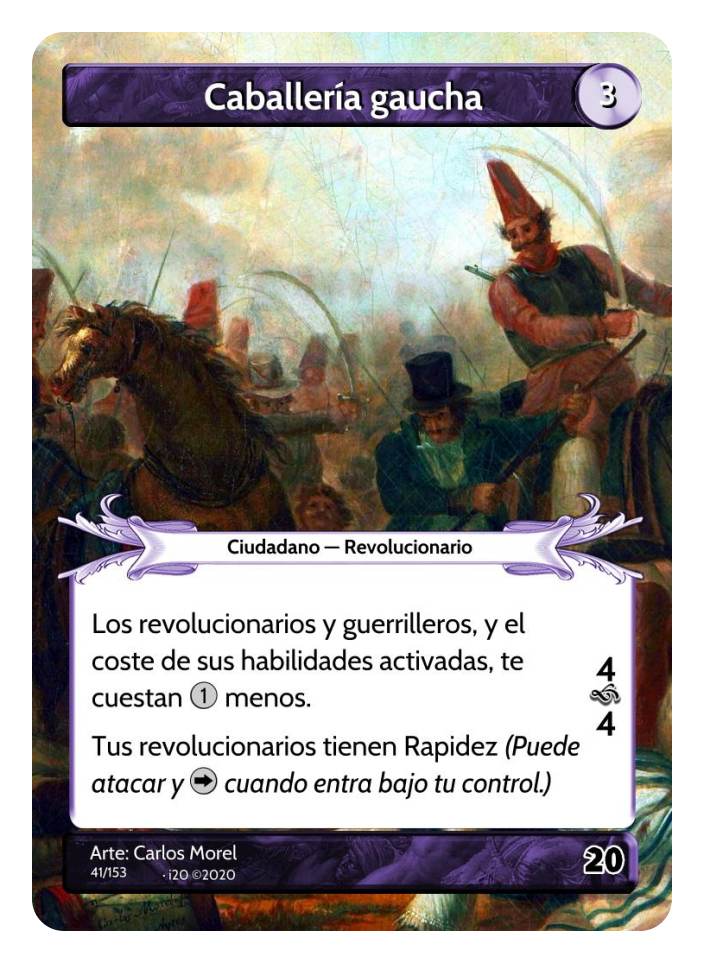 Caballería gaucha
3
Ciudadano — Revolucionario
Los revolucionarios y guerrilleros, y el
coste de sus habilidades activadas, te
cuestan 1 menos.
4
4
Tus revolucionarios tienen Rapidez (Puede
atacar y ➡ cuando entra bajo tu control.)
Arte: Carlos Morel
41/153 · i20 ©2020
20